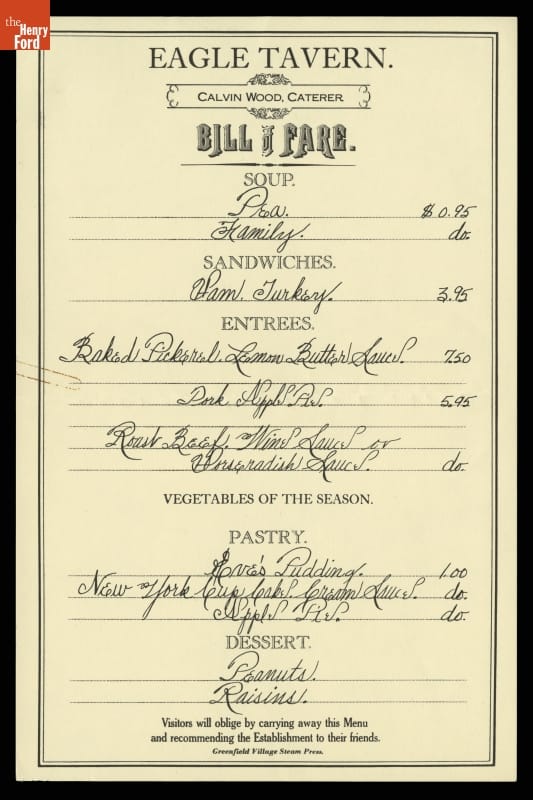 the
Henry
Ford
EAGLE TAVERN.
CALVIN WOOD, CATERER
BILL OF FARE.
SOUP.
Pea. $0.95
Family. do.
SANDWICHES.
Ham. Turkey. 3.95
ENTREES.
Baked Pickerel. Lemon Butter Sauce. 7.50
Pork Apple Pie. 5.95
Roast Beef. Wine Sauce or
Horseradish Sauce. do.
VEGETABLES OF THE SEASON.
PASTRY.
Eve's Pudding. 1.00
New York Cup Cake. Cream Sauce. do.
Apple Pie. do.
DESSERT.
Peanuts.
Raisins.
Visitors will oblige by carrying away this Menu
and recommending the Establishment to their friends.
Greenfield Village Steam Press.